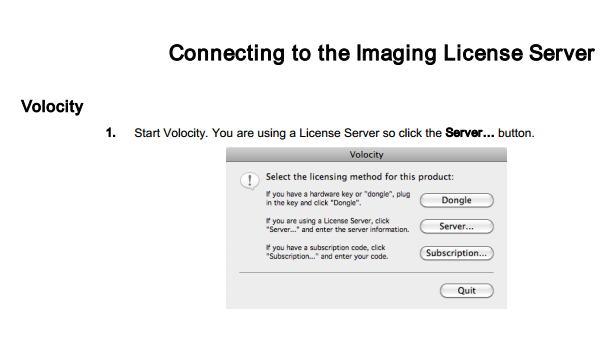 Connecting to the Imaging License Server
Volocity
1. Start Volocity. You are using a License Server so click the Server... button.
Volocity
Select the licensing method for this product:
If you have a hardware key or "dongle", plug
in the key and click "Dongle".
Dongle
If you are using a License Server, click
"Server..." and enter the server information.
Server...
If you have a subscription code, click
"Subscription..." and enter your code.
Subscription...
Quit